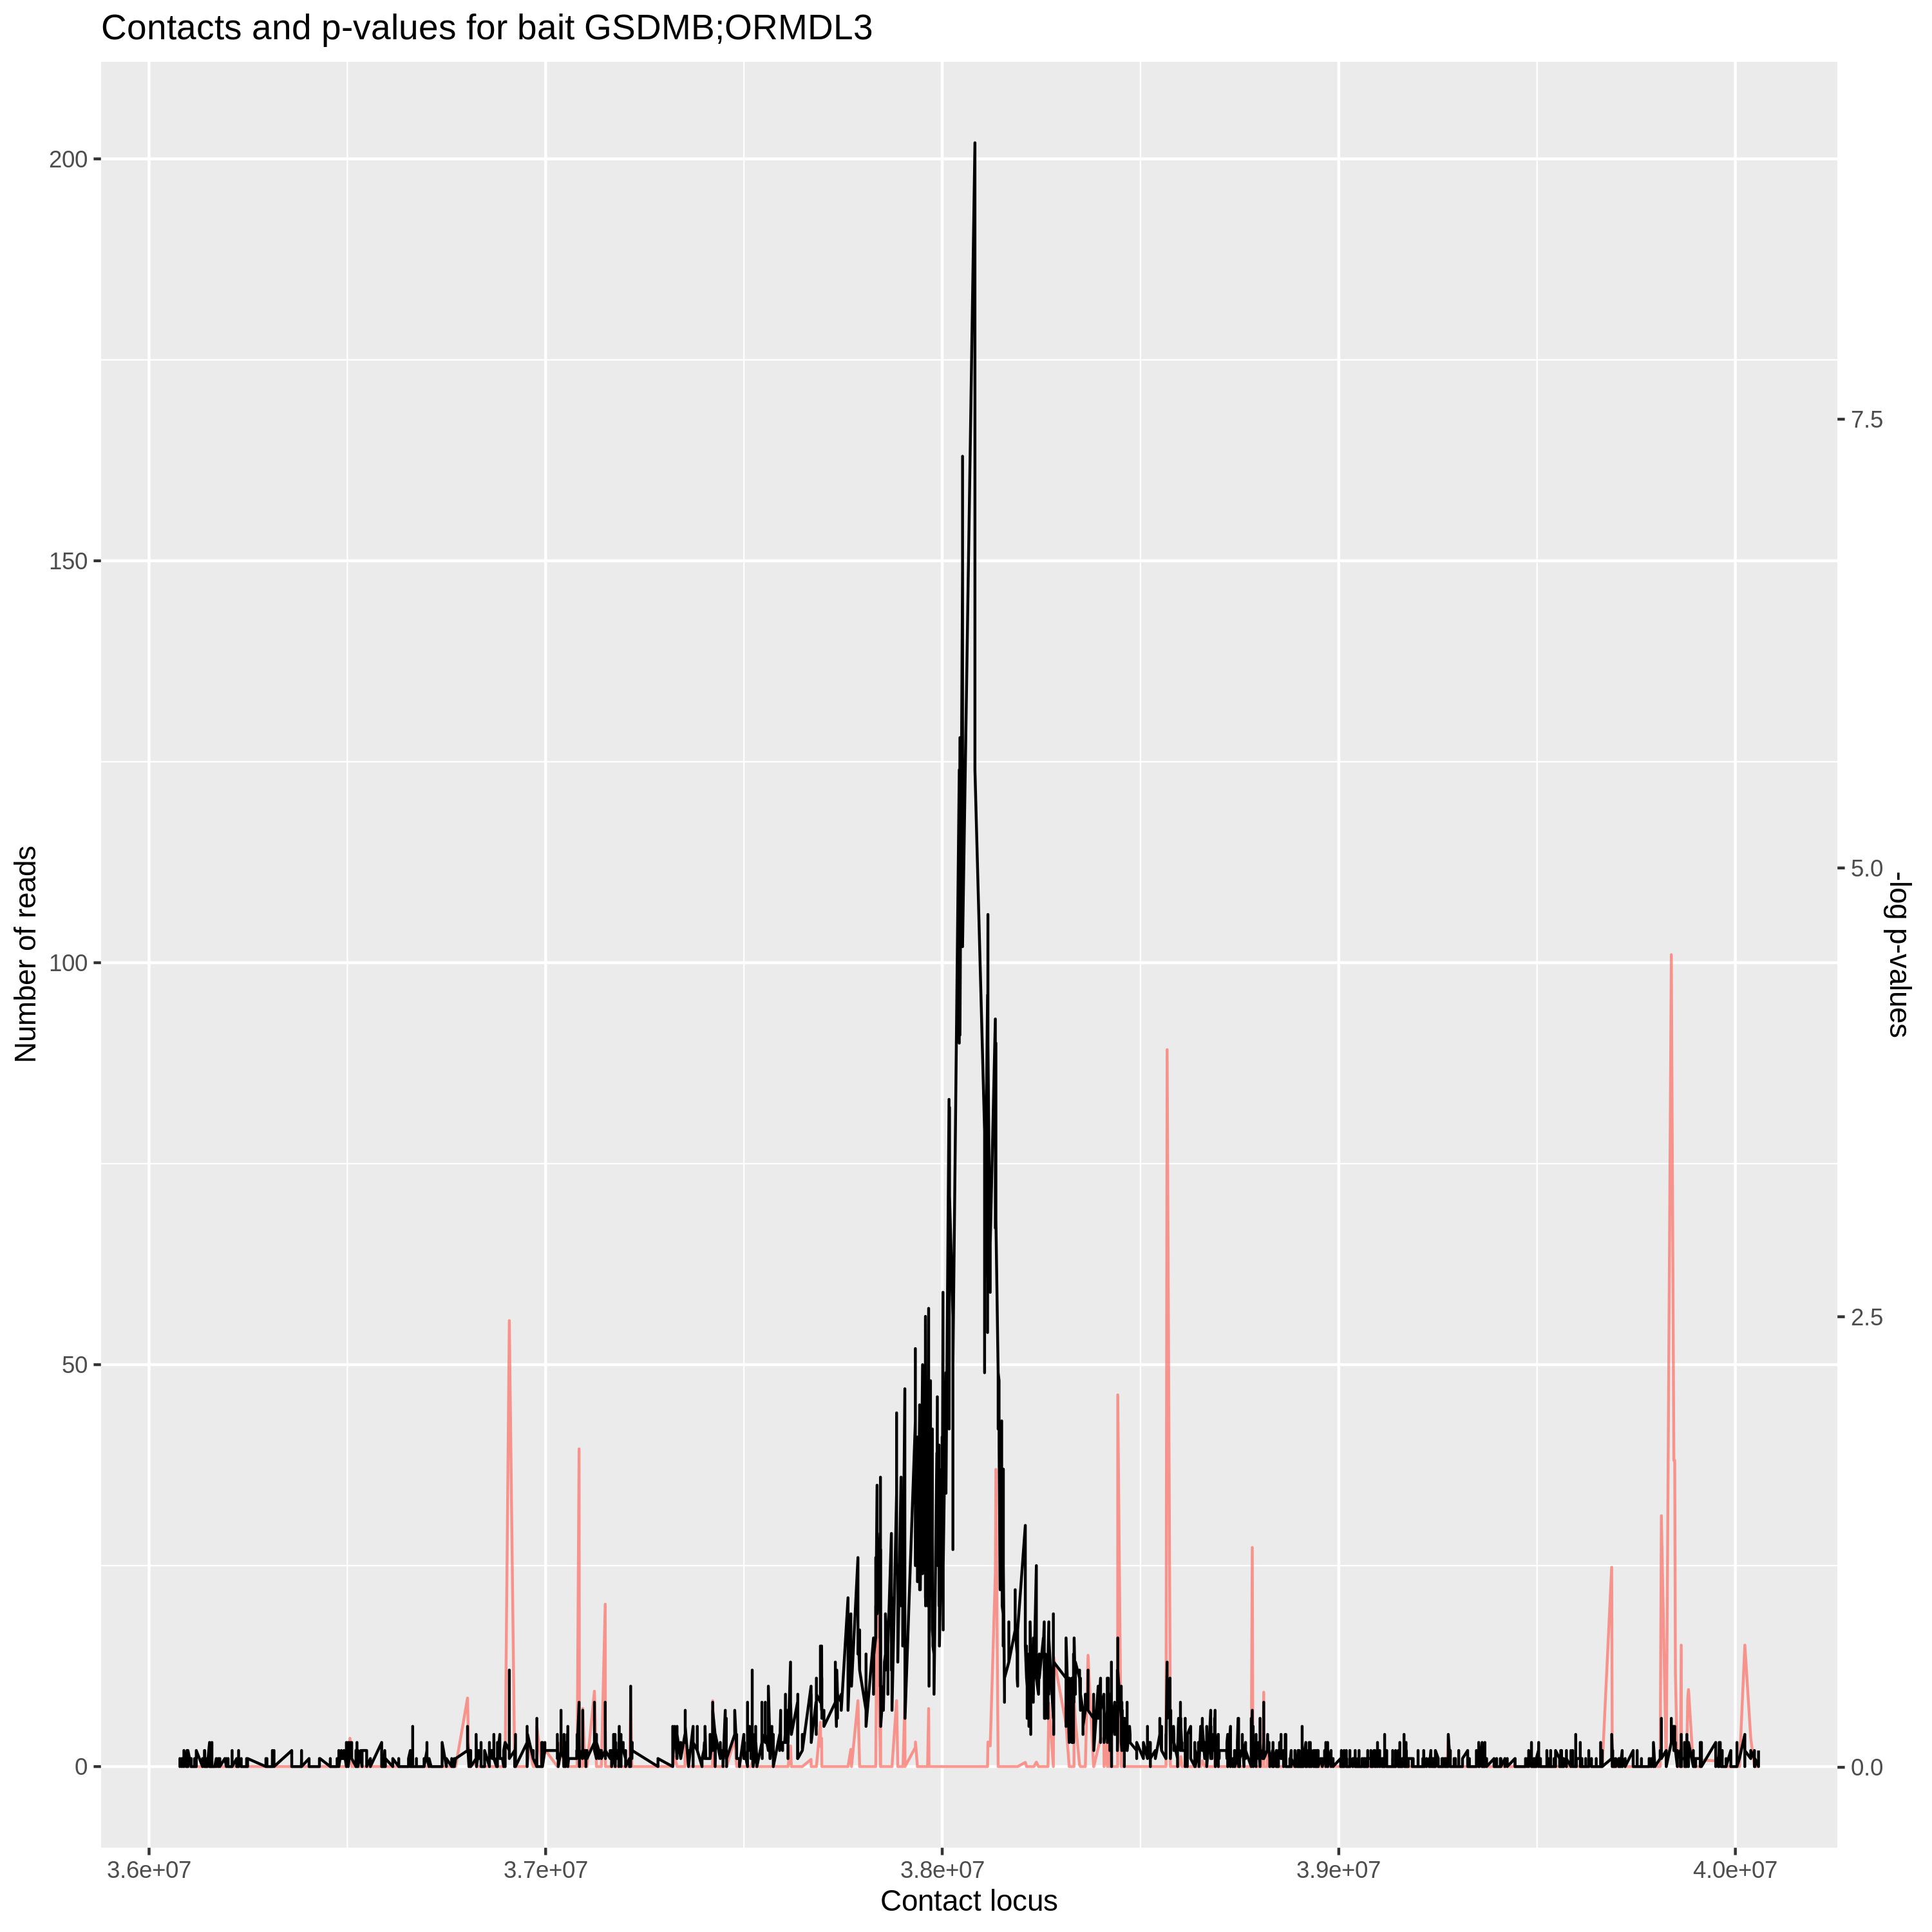 Contacts and p-values for bait GSDMB;ORMDL3
200
150
100
50
0
Number of reads
7.5
5.0
2.5
0.0
-log p-values
3.6e+07 3.7e+07 3.8e+07 3.9e+07 4.0e+07
Contact locus